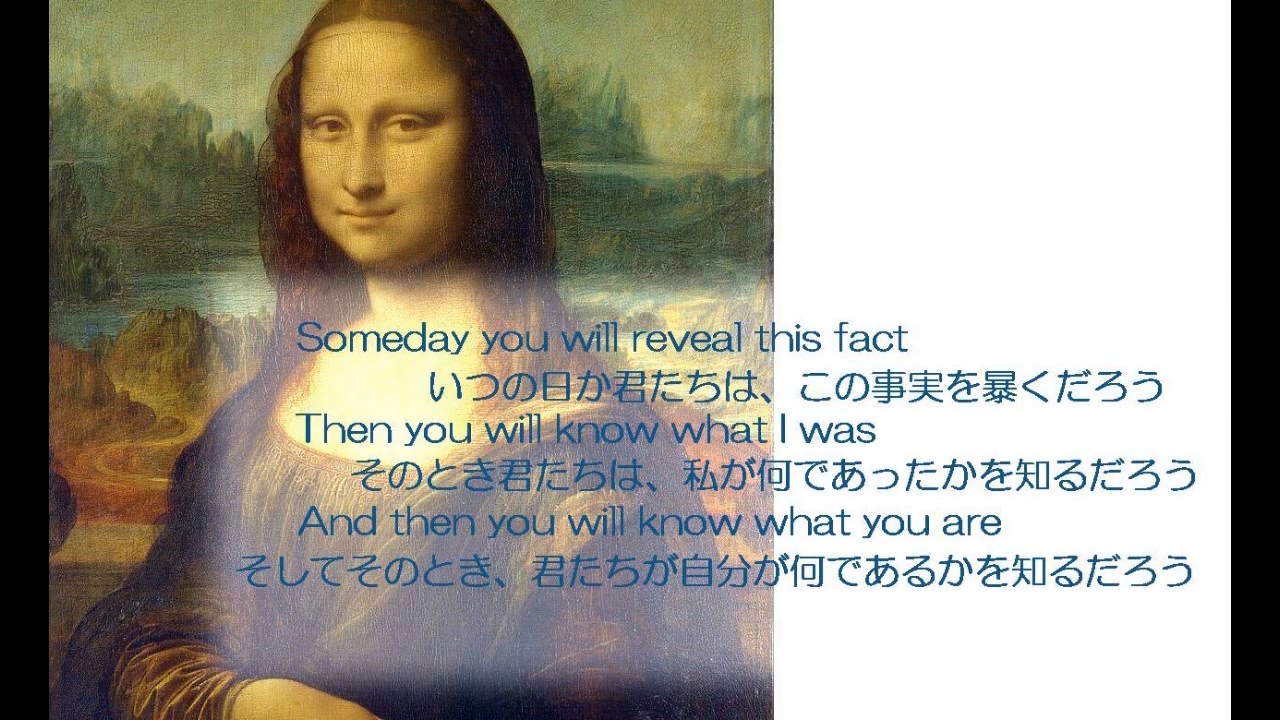 Someday you will reveal this fact
いつの日か君たちは、この事実を暴くだろう
Then you will know what I was
そのとき君たちは、私が何であったかを知るだろう
And then you will know what you are
そしてそのとき、君たちが自分が何であるかを知るだろう